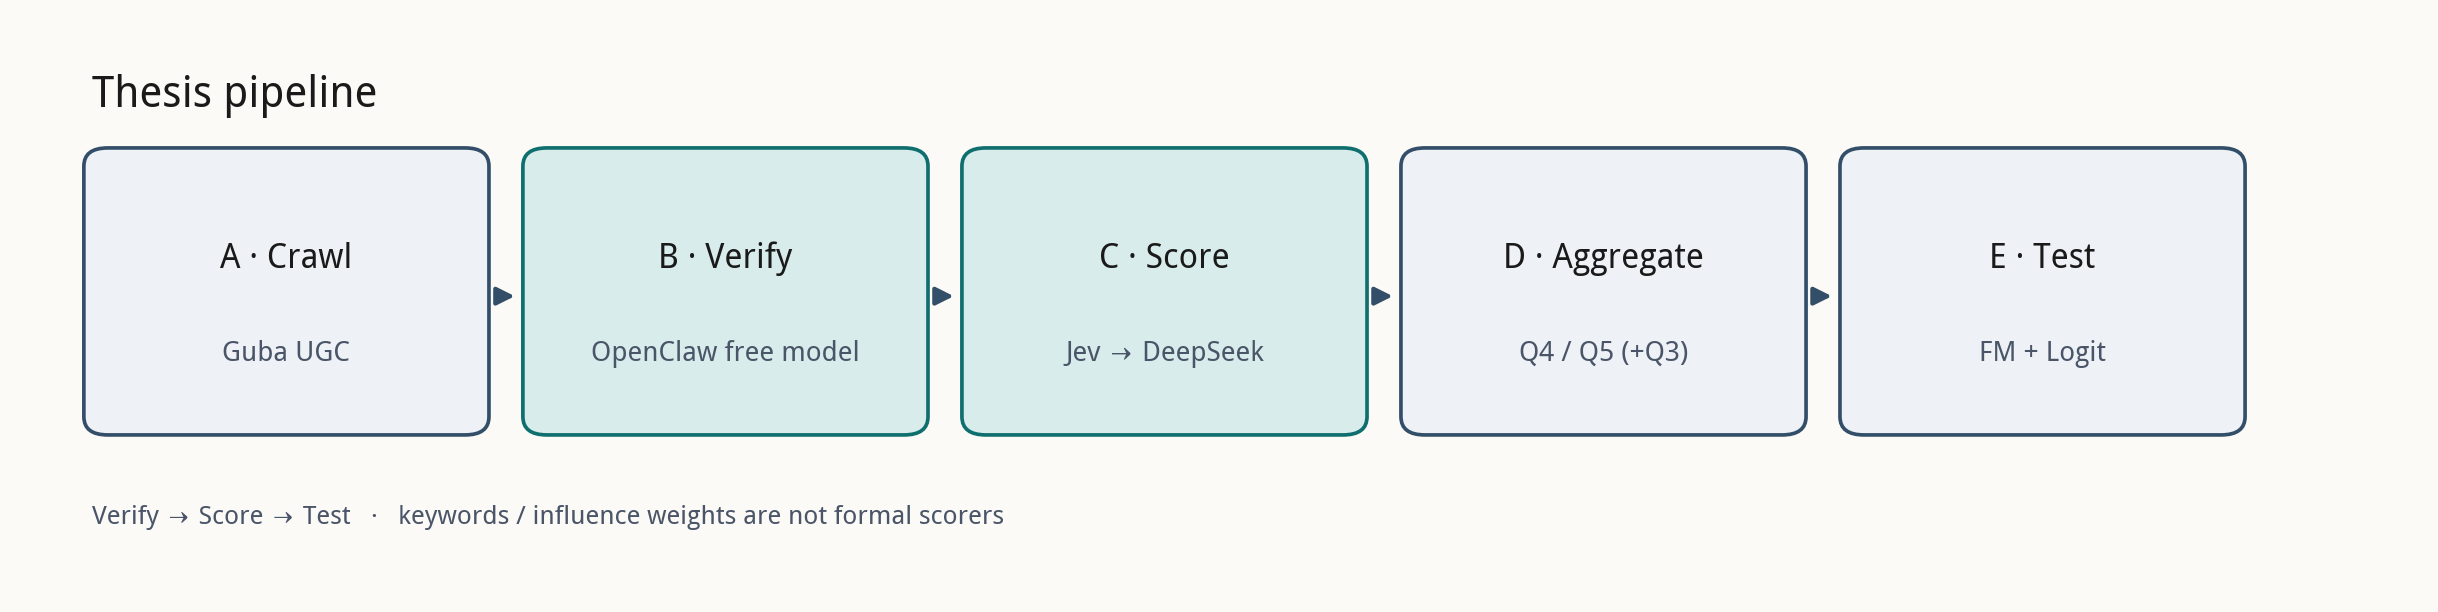 Thesis pipeline
A · Crawl
Guba UGC
B · Verify
OpenClaw free model
C · Score
Jev → DeepSeek
D · Aggregate
Q4 / Q5 (+Q3)
E · Test
FM + Logit
Verify → Score → Test · keywords / influence weights are not formal scorers